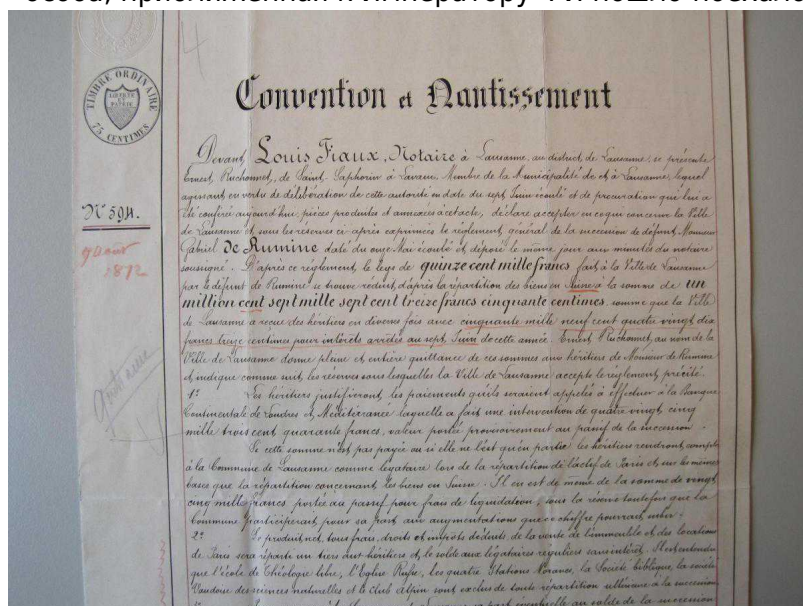 TIMBRE ORDINAIRE
LIBERTÉ ET PATRIE
75 CENTIMES
4
Convention et Nantissement
Devant Louis Fiaux, Notaire à Lausanne, au district de Lausanne, se présente
Ernest Ruchonnet, de Saint-Saphorin à Lavaux, Membre de la Municipalité de et à Lausanne, lequel
agissant en vertu de délibération de cette autorité en date du sept Juin écoulé et de procuration que lui a
été conférée aujourd'hui, pièces produites et annexées à cet acte, déclare accepter en ce qui concerne la Ville
de Lausanne et sous les réserves ci-après exprimées le règlement général de la succession de défunt Monsieur
Gabriel de Rumine daté du onze Mai écoulé et déposé le même jour aux minutes du notaire
soussigné. D'après ce règlement, le legs de quinze cent mille francs fait à la Ville de Lausanne
par le défunt de Rumine se trouve réduit, d'après la répartition des biens en Suisse à la somme de un
million cent sept mille sept cent treize francs cinquante centimes, somme que la Ville
de Lausanne a reçue des héritiers en diverses fois avec cinquante mille neuf cent quatre vingt dix
francs treize centimes pour intérêts arrêtés au sept Juin de cette année. Ernest Ruchonnet, au nom de la
Ville de Lausanne donne pleine et entière quittance de ces sommes aux héritiers de Monsieur de Rumine
et indique comme suit les réserves sous lesquelles la Ville de Lausanne accepte le règlement précité.
1° Les héritiers justifieront les paiements qu'ils seraient appelés à effectuer à la Banque
Continentale de Londres et Méditerranée laquelle a fait une intervention de quatre vingt cinq
mille trois cent quarante francs, valeur portée provisoirement au passif de la succession.
Si cette somme n'est pas payée ou si elle ne l'est qu'en partie les héritiers rendront compte
à la Commune de Lausanne comme légataire lors de la répartition de l'actif de Paris et sur les mêmes
bases que la répartition concernant les biens en Suisse. Il en est de même de la somme de vingt
cinq mille francs portée au passif pour frais de liquidation, sous la réserve toutefois que la
Commune participerait pour sa part aux augmentations que ce chiffre pourrait subir.
2° Le produit net, tous frais, droits et impôts déduits, de la vente de l'immeuble et des locations
de Paris sera réparti un tiers aux héritiers et le solde aux légataires réguliers sans intérêt. Il est entendu
que l'école de Théologie libre, l'Eglise Russe, les quatre Stations Moraves, la Société biblique, la société
Vaudoise des sciences naturelles et le club Alpin sont exclus de toute répartition ultérieure à la succession
N° 594.
9 Août
1872